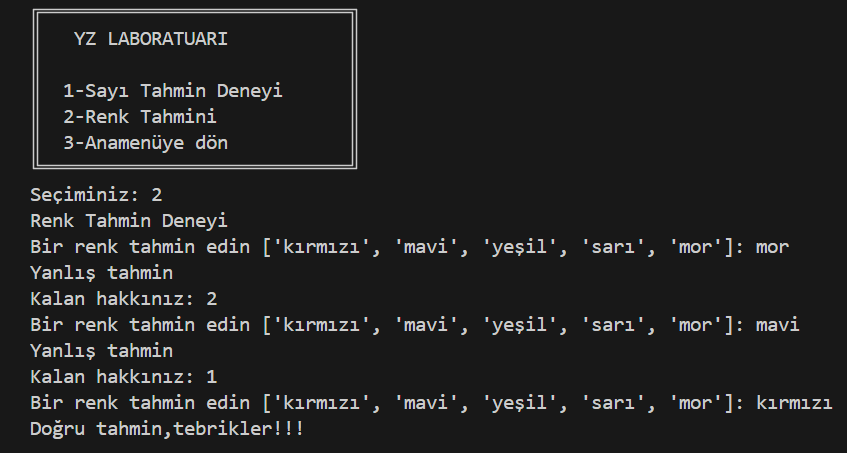 YZ LABORATUARI
1-Sayı Tahmin Deneyi
2-Renk Tahmini
3-Anamenüye dön
Seçiminiz: 2
Renk Tahmin Deneyi
Bir renk tahmin edin ['kırmızı', 'mavi', 'yeşil', 'sarı', 'mor']: mor
Yanlış tahmin
Kalan hakkınız: 2
Bir renk tahmin edin ['kırmızı', 'mavi', 'yeşil', 'sarı', 'mor']: mavi
Yanlış tahmin
Kalan hakkınız: 1
Bir renk tahmin edin ['kırmızı', 'mavi', 'yeşil', 'sarı', 'mor']: kırmızı
Doğru tahmin,tebrikler!!!